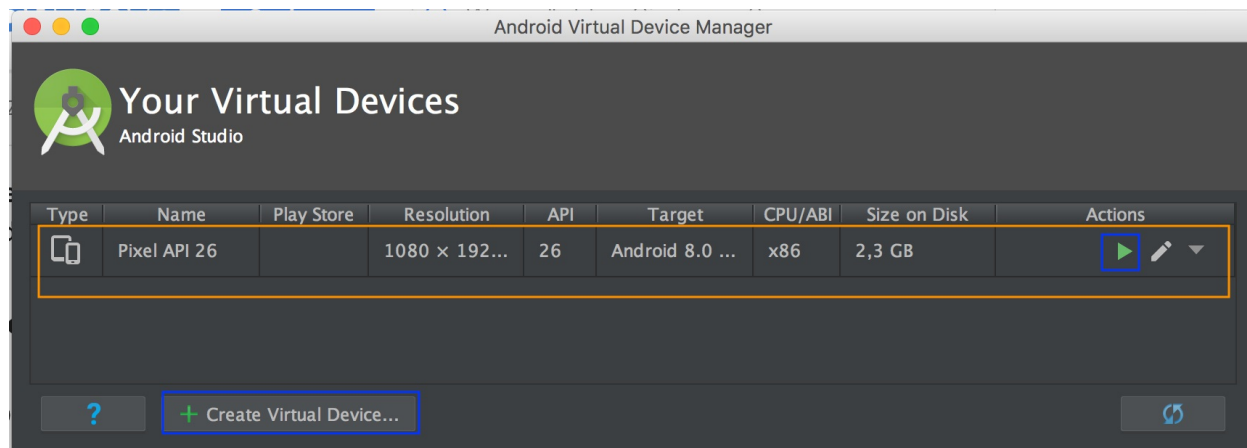 Android Virtual Device Manager
Your Virtual Devices
Android Studio
Type Name Play Store Resolution API Target CPU/ABI Size on Disk Actions
Pixel API 26 1080 × 192... 26 Android 8.0 ... x86 2,3 GB
? + Create Virtual Device...